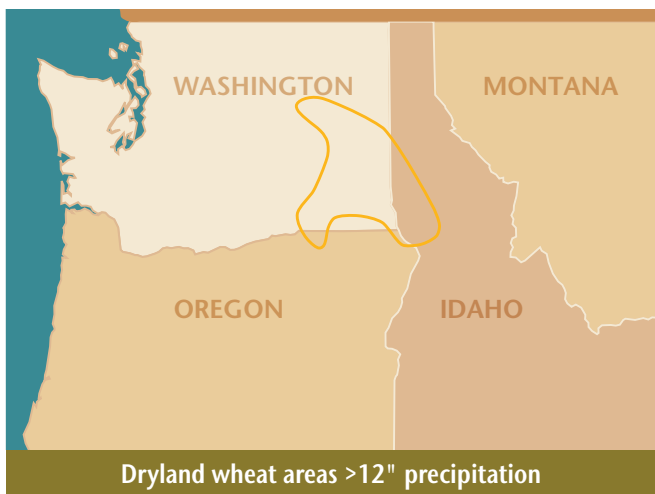 WASHINGTON
MONTANA
OREGON
IDAHO
Dryland wheat areas >12" precipitation